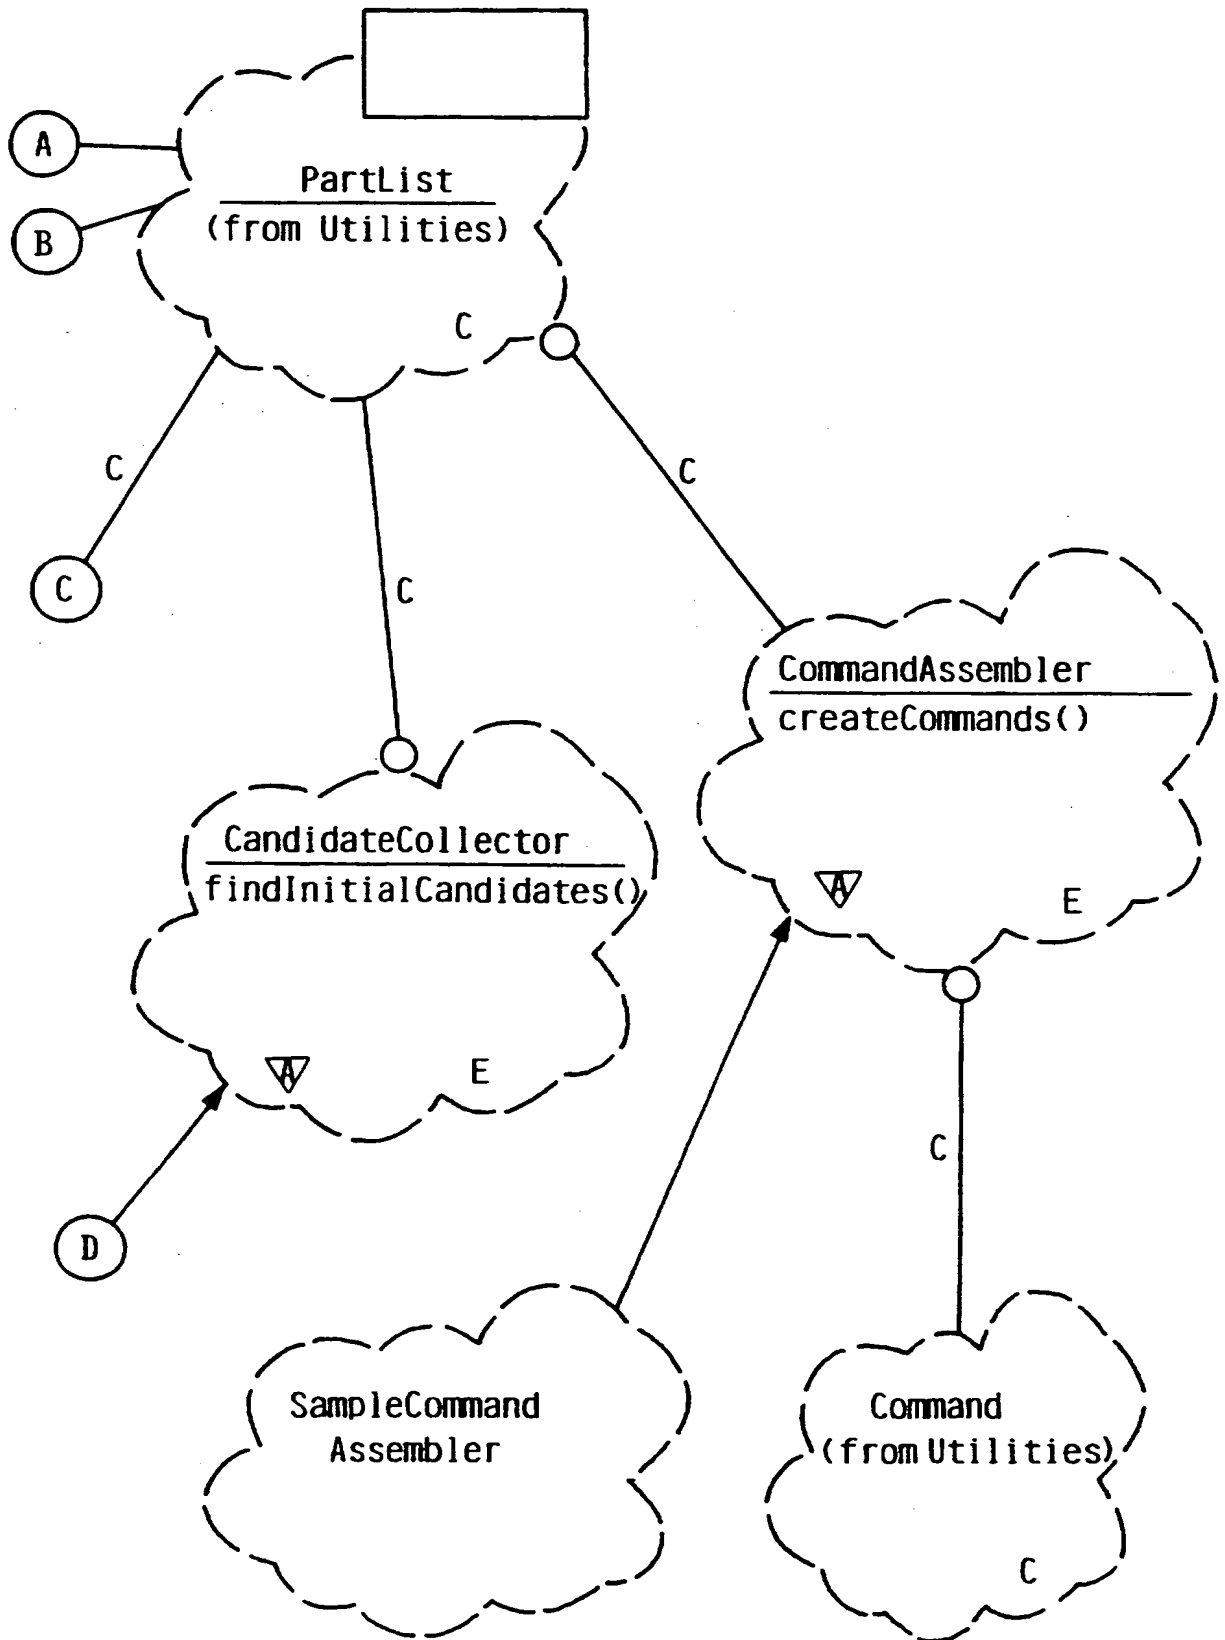 A
PartList
B
(from Utilities)
C
C
C
C
C
CommandAssembler
createCommands()
CandidateCollector
findInitialCandidates()
A
E
A
E
C
D
SampleCommand
Assembler
Command
(from Utilities)
C